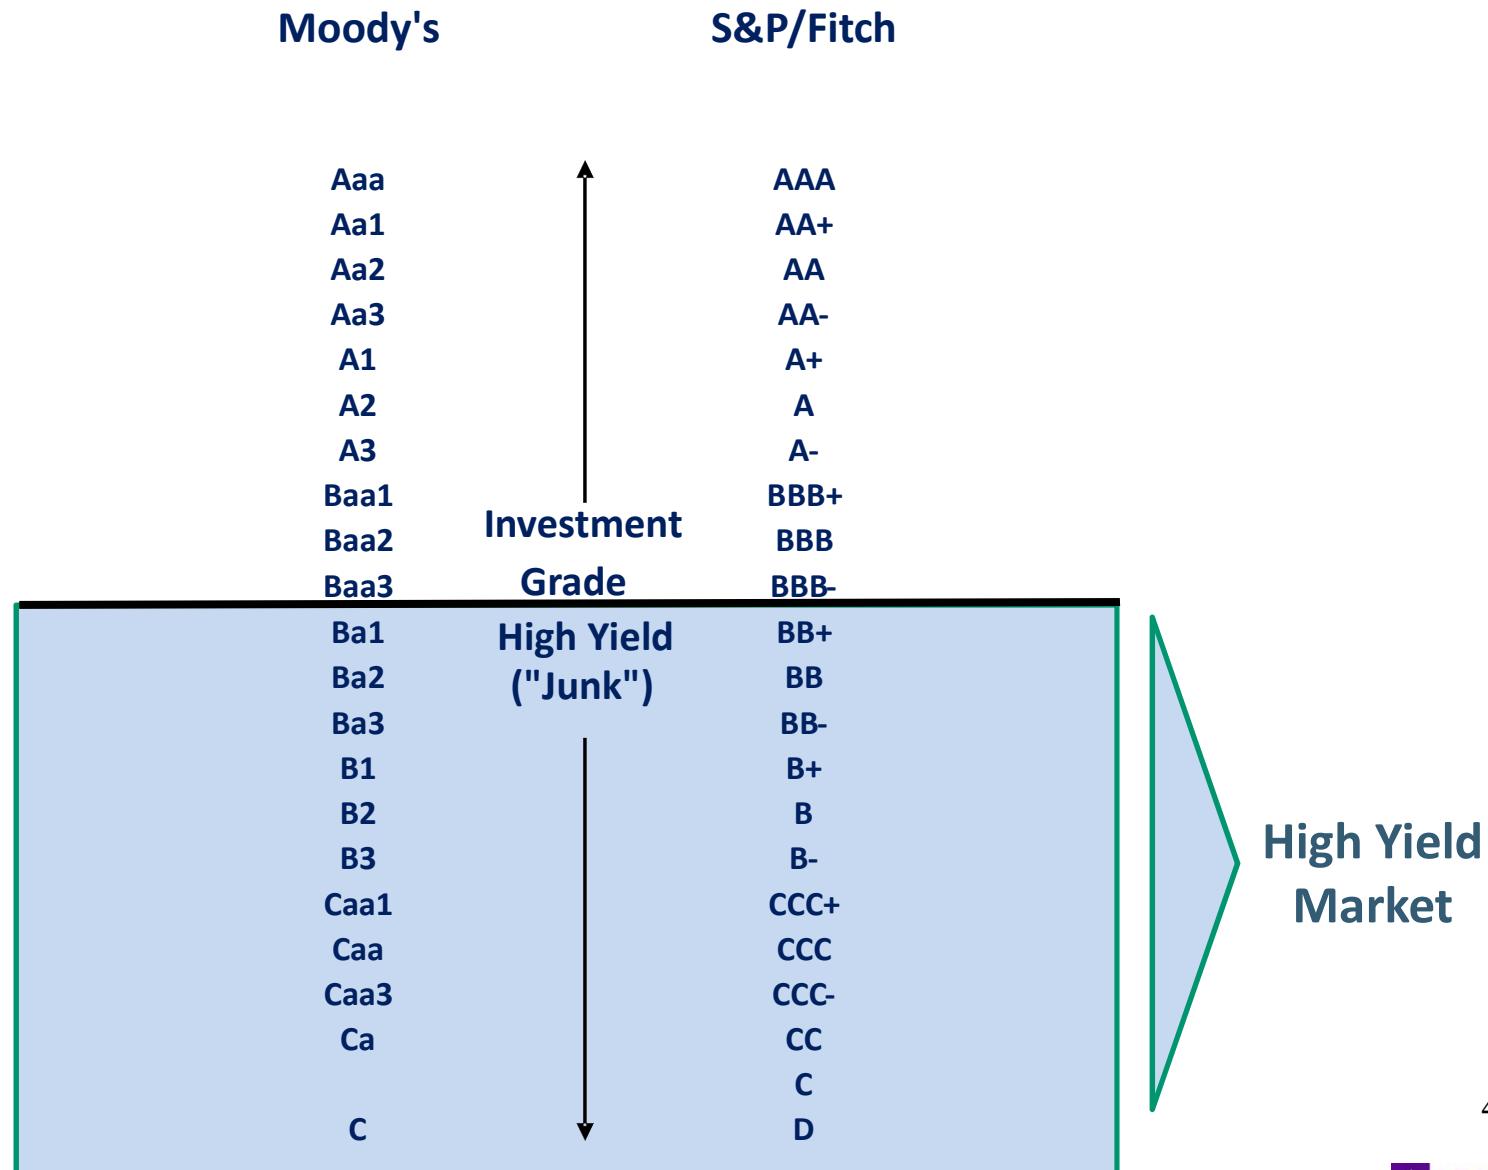 Moody's S&P/Fitch
Aaa AAA
Aa1 AA+
Aa2 AA
Aa3 AA-
A1 A+
A2 A
A3 A-
Baa1 BBB+
Investment
Baa2 BBB
Baa3 Grade BBB-
Ba1 High Yield BB+
Ba2 ("Junk") BB
Ba3 BB-
B1 B+
B2 B
B3 B-
High Yield
Market
Caa1 CCC+
Caa CCC
Caa3 CCC-
Ca CC
C
4
C D